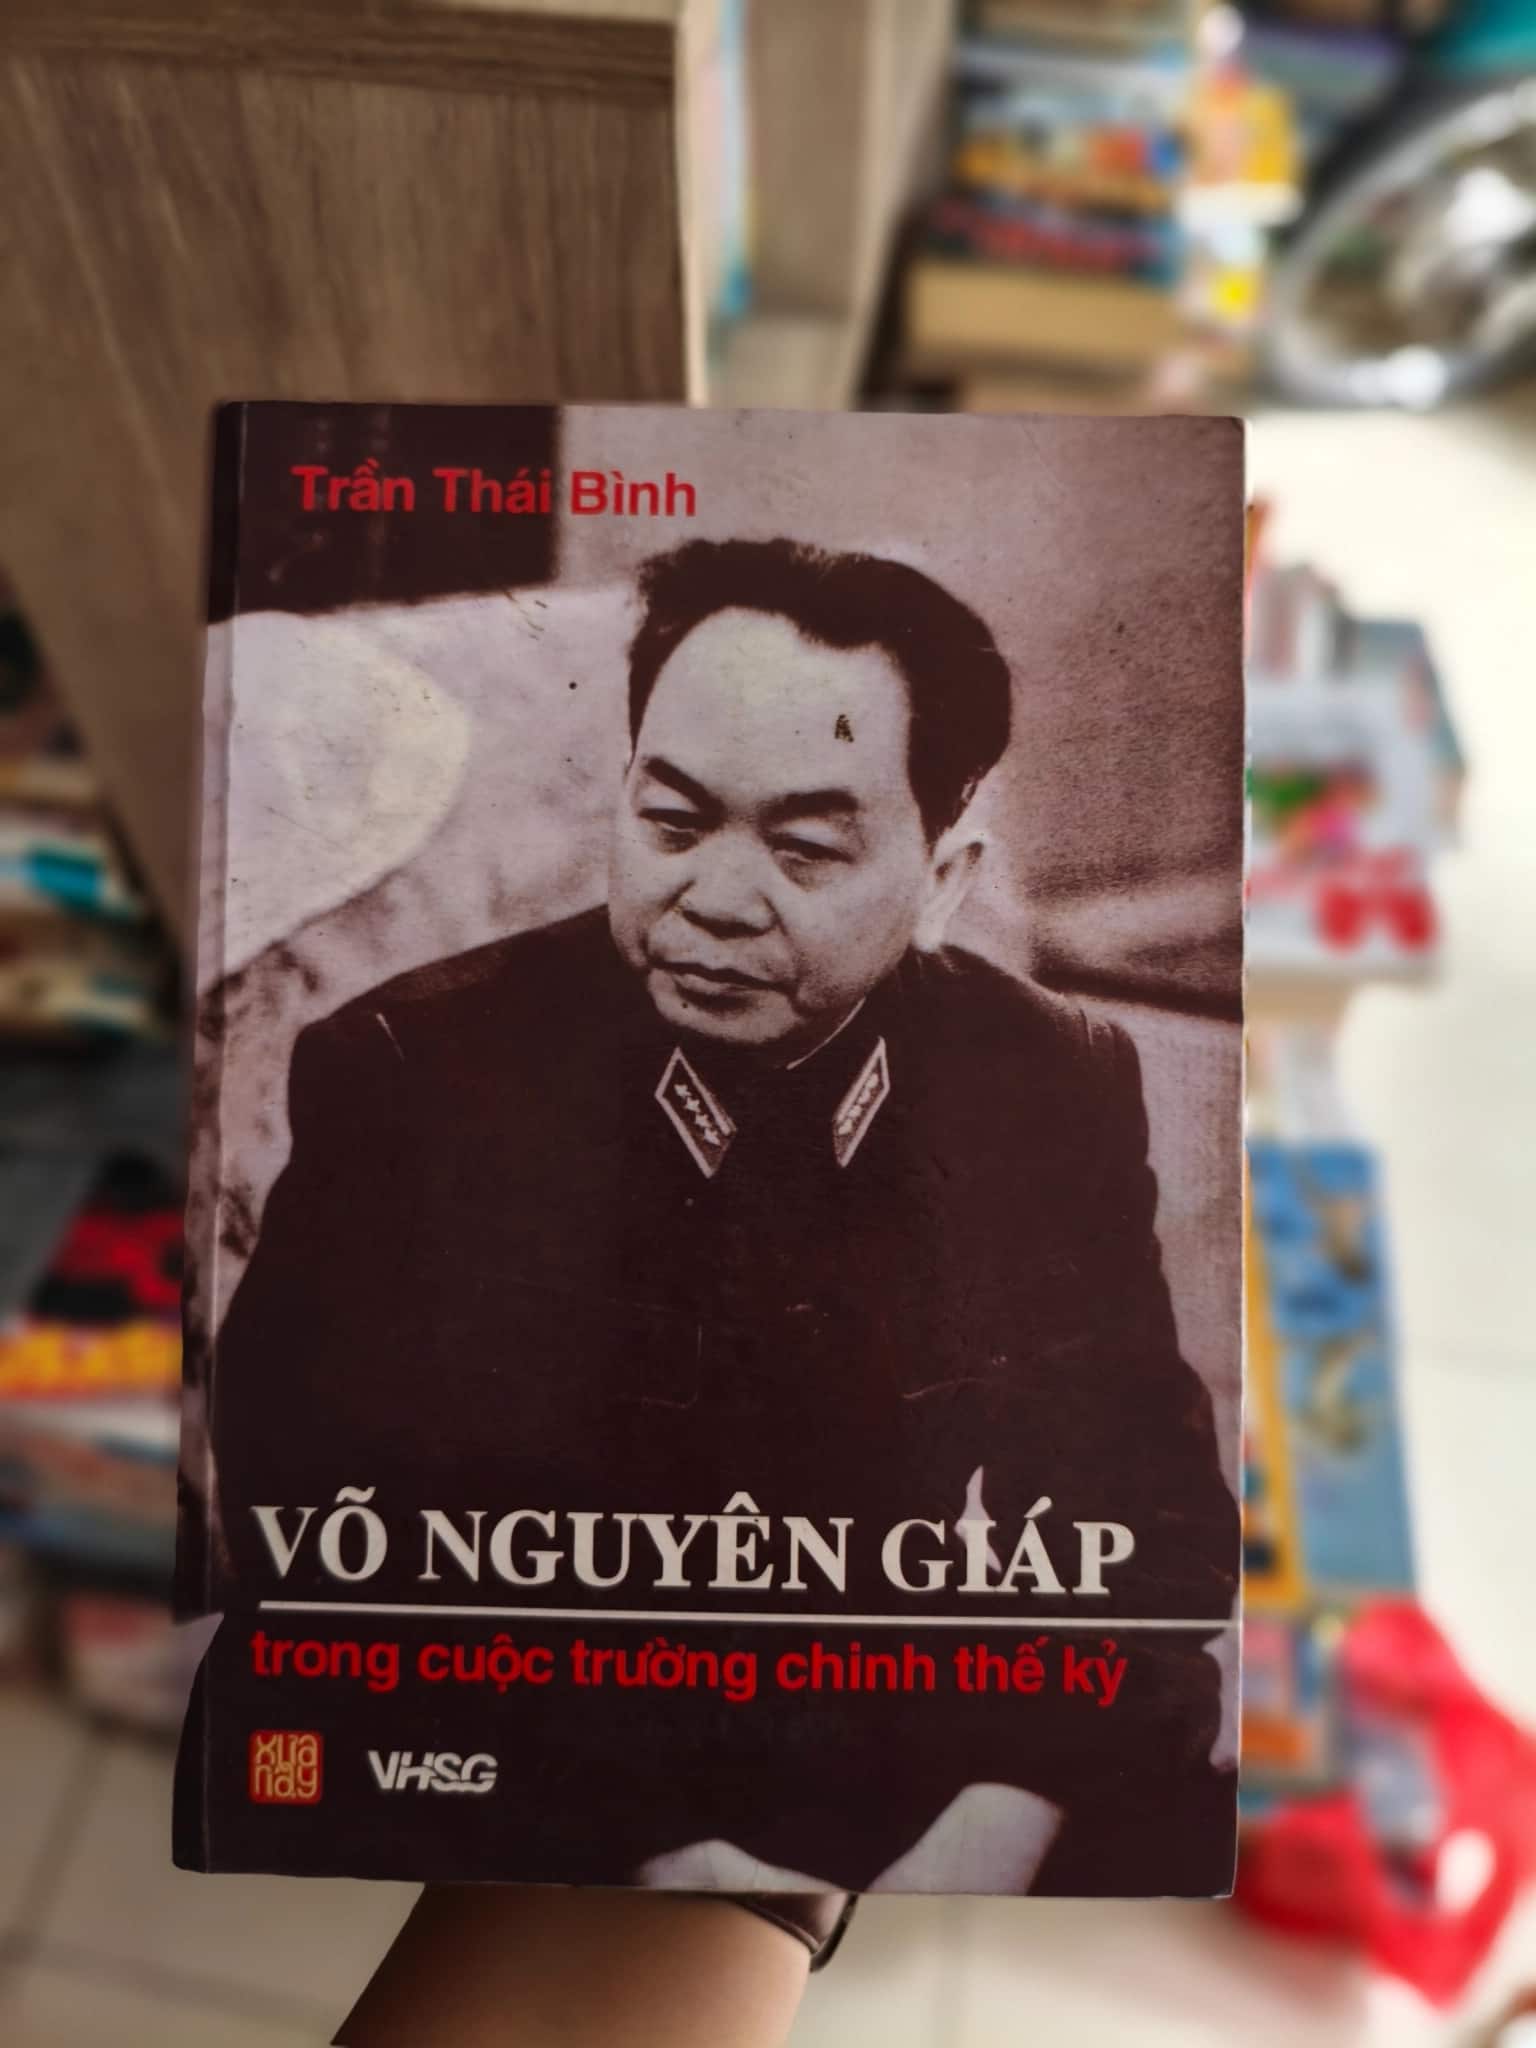 Trần Thái Bình
VÕ NGUYÊN GIÁP
trong cuộc trường chinh thế kỷ
XƯA
NAY
VHSG